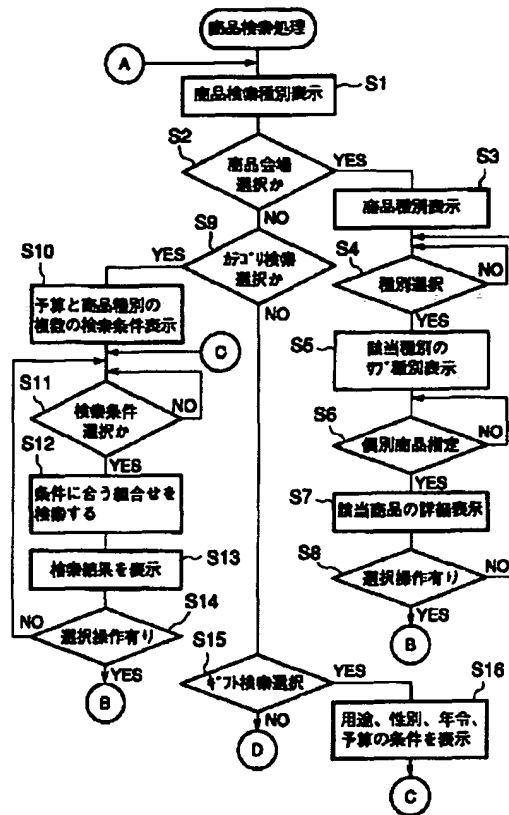 商品検索処理
A
商品検索種別表示
S1
S2
商品会場
選択か
YES
NO
S3
商品種別表示
S4
種別選択
NO
YES
S5
該当種別の
ｻﾌﾞ種別表示
S6
個別商品指定
NO
YES
S7
該当商品の詳細表示
S8
選択操作有り
NO
YES
B
S9
ｶﾃｺﾞﾘ検索
選択か
YES
NO
S10
予算と商品種別の
複数の検索条件表示
C
S11
検索条件
選択か
NO
YES
S12
条件に合う組合せを
検索する
S13
検索結果を表示
S14
選択操作有り
NO
YES
B
S15
ｷﾞﾌﾄ検索選択
YES
NO
D
S16
用途、性別、年令、
予算の条件を表示
C